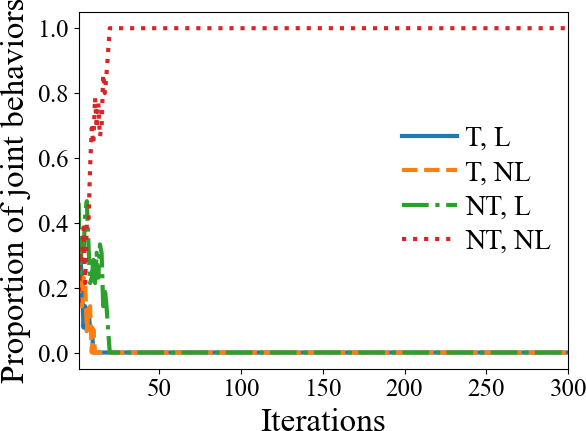 Proportion of joint behaviors
1.0
0.8
0.6
0.4
0.2
0.0
T, L
T, NL
NT, L
NT, NL
50
100
150
200
250
300
Iterations